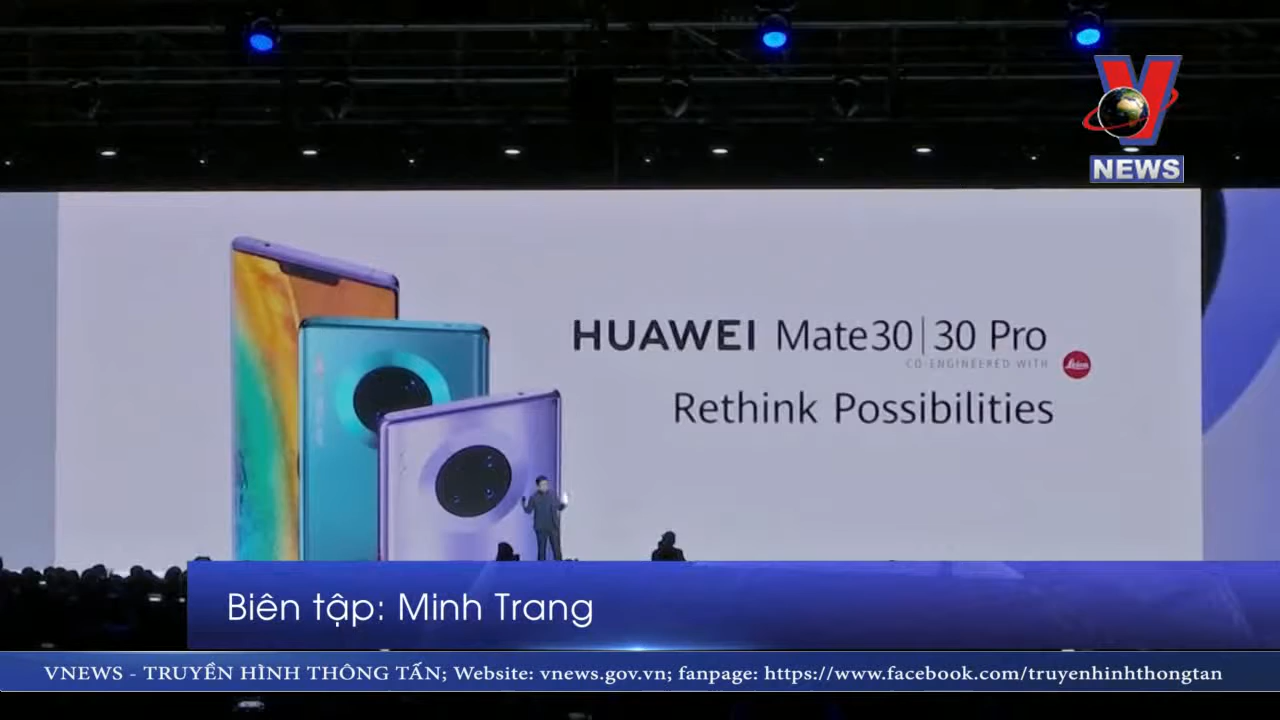 V
NEWS
HUAWEI Mate30|30 Pro
CO-ENGINEERED WITH
Leica
Rethink Possibilities
Biên tập: Minh Trang
VNEWS - TRUYỀN HÌNH THÔNG TẤN; Website: vnews.gov.vn; fanpage: https://www.facebook.com/truyenhinhthongtan